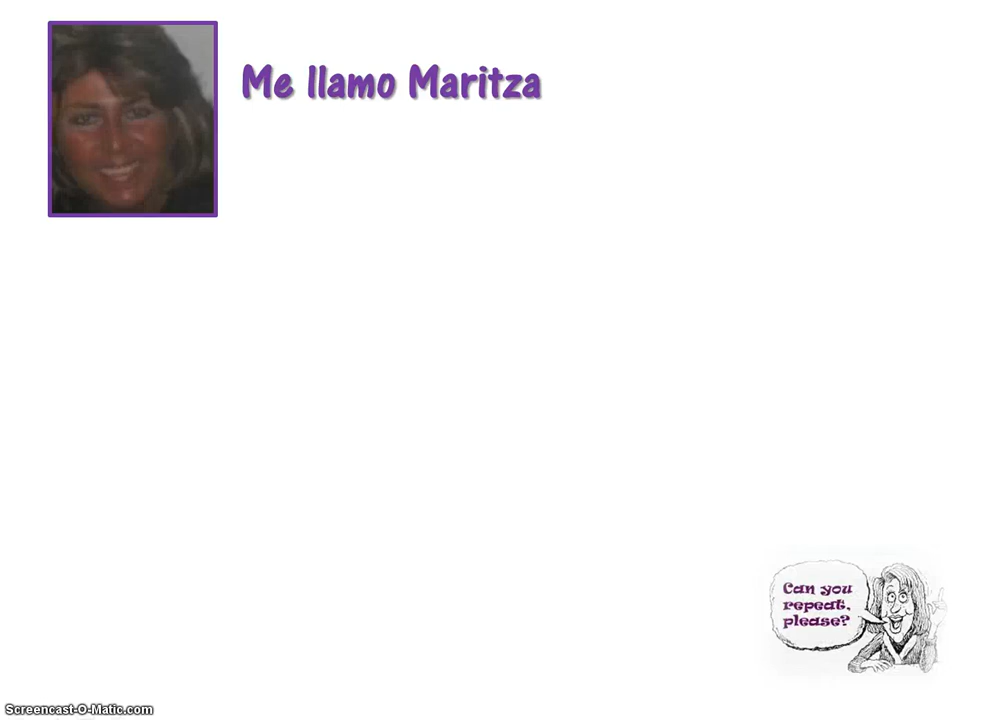 Me llamo Maritza
Can you
repeat,
please?
Screencast-O-Matic.com